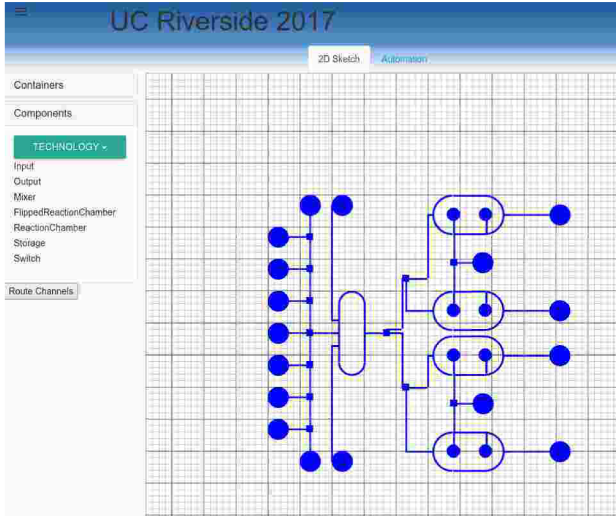 UC Riverside 2017
2D Sketch
Automation
Containers
Components
TECHNOLOGY
Input
Output
Mixer
FlippedReactionChamber
ReactionChamber
Storage
Switch
Route Channels